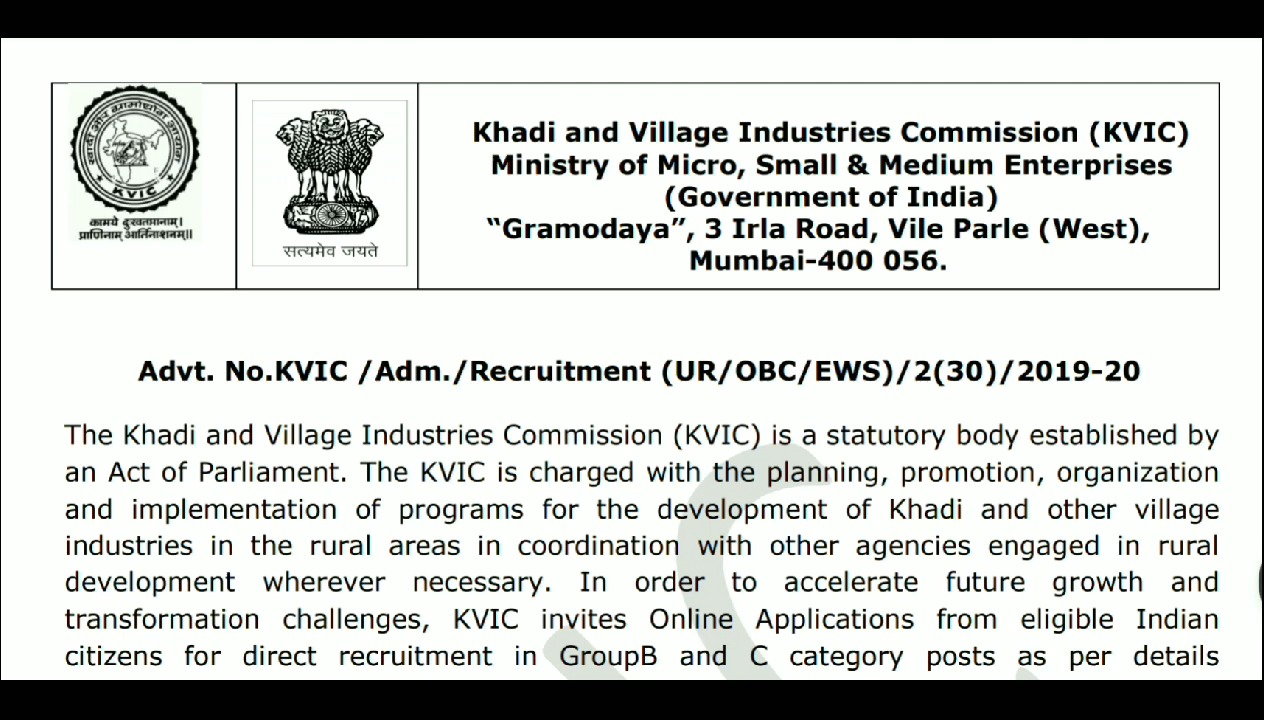 खादी और ग्रामोद्योग आयोग
KVIC
कामये दुःखतप्तानाम्।
प्राणिनाम् आर्तिनाशनम्॥
सत्यमेव जयते
Khadi and Village Industries Commission (KVIC)
Ministry of Micro, Small & Medium Enterprises
(Government of India)
“Gramodaya”, 3 Irla Road, Vile Parle (West),
Mumbai-400 056.
Advt. No.KVIC /Adm./Recruitment (UR/OBC/EWS)/2(30)/2019-20
The Khadi and Village Industries Commission (KVIC) is a statutory body established by
an Act of Parliament. The KVIC is charged with the planning, promotion, organization
and implementation of programs for the development of Khadi and other village
industries in the rural areas in coordination with other agencies engaged in rural
development wherever necessary. In order to accelerate future growth and
transformation challenges, KVIC invites Online Applications from eligible Indian
citizens for direct recruitment in GroupB and C category posts as per details